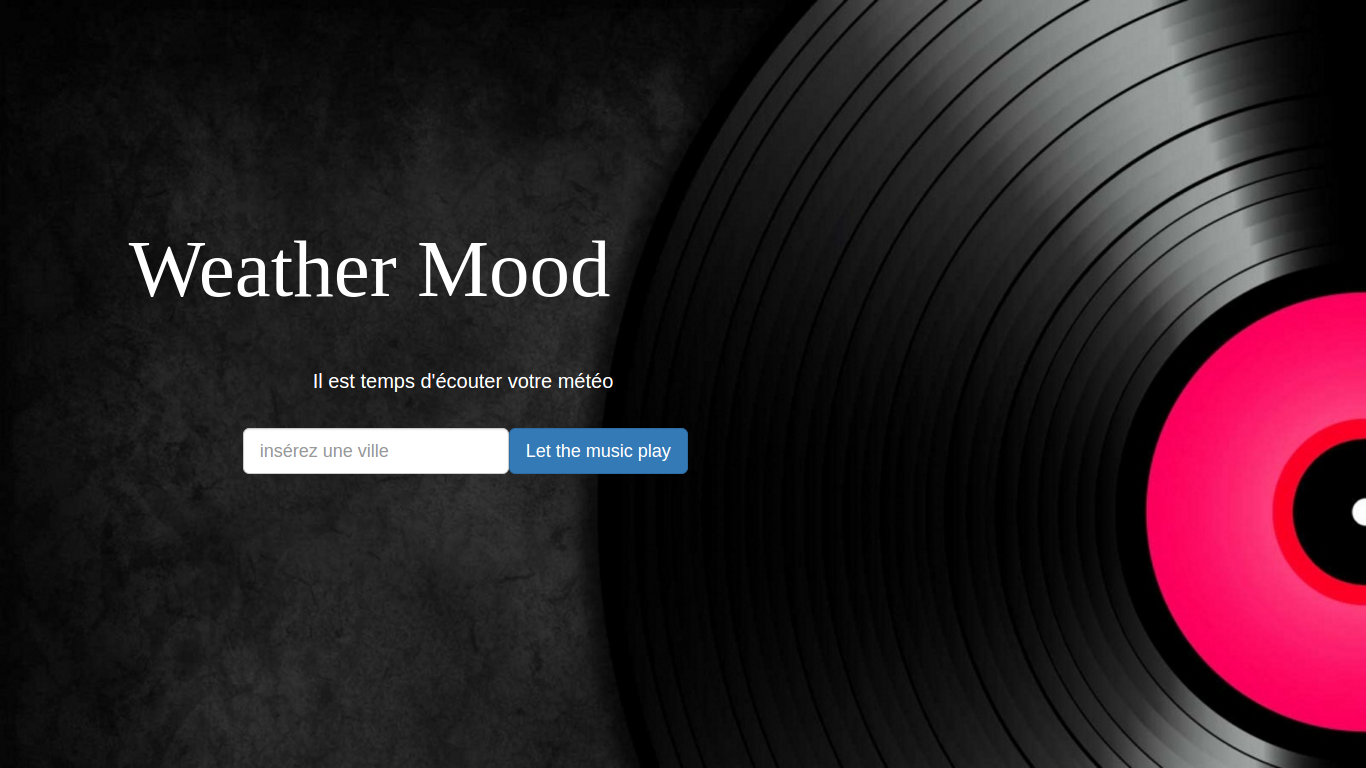 Weather Mood
Il est temps d'écouter votre météo
insérez une ville
Let the music play